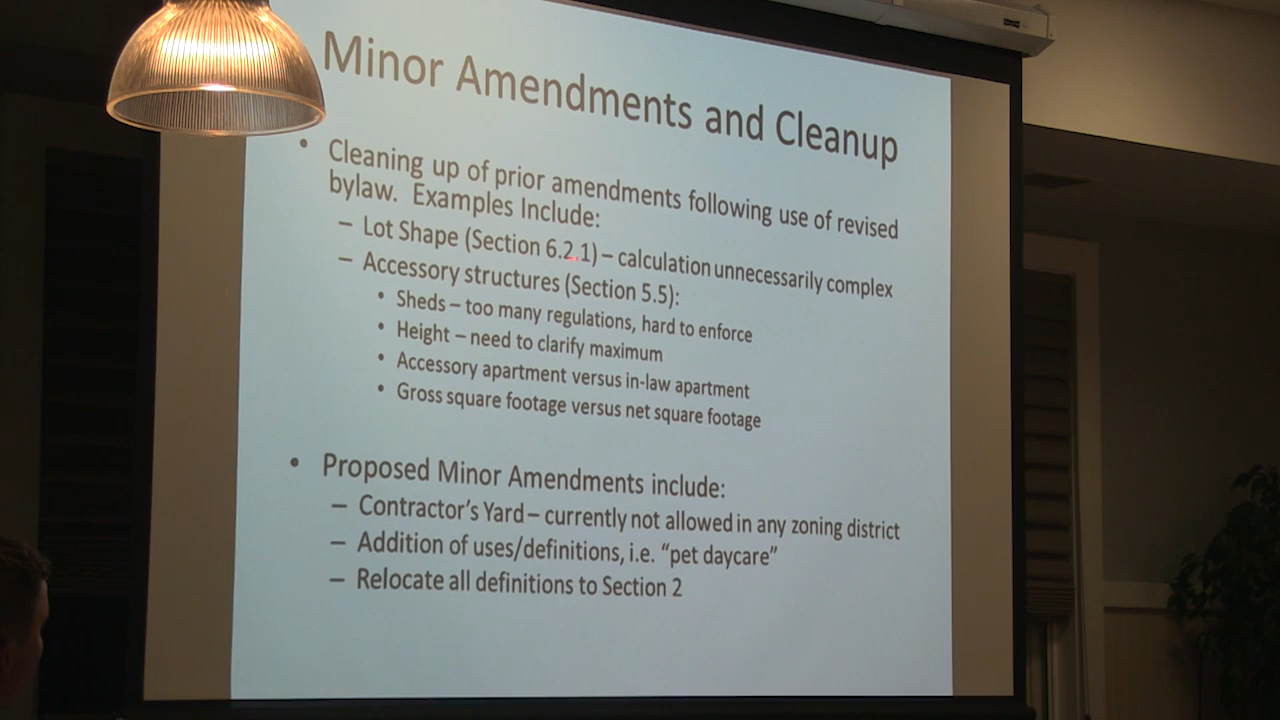 Minor Amendments and Cleanup
• Cleaning up of prior amendments following use of revised
bylaw. Examples Include:
– Lot Shape (Section 6.2.1) – calculation unnecessarily complex
– Accessory structures (Section 5.5):
• Sheds – too many regulations, hard to enforce
• Height – need to clarify maximum
• Accessory apartment versus in-law apartment
• Gross square footage versus net square footage
• Proposed Minor Amendments include:
– Contractor’s Yard – currently not allowed in any zoning district
– Addition of uses/definitions, i.e. “pet daycare”
– Relocate all definitions to Section 2